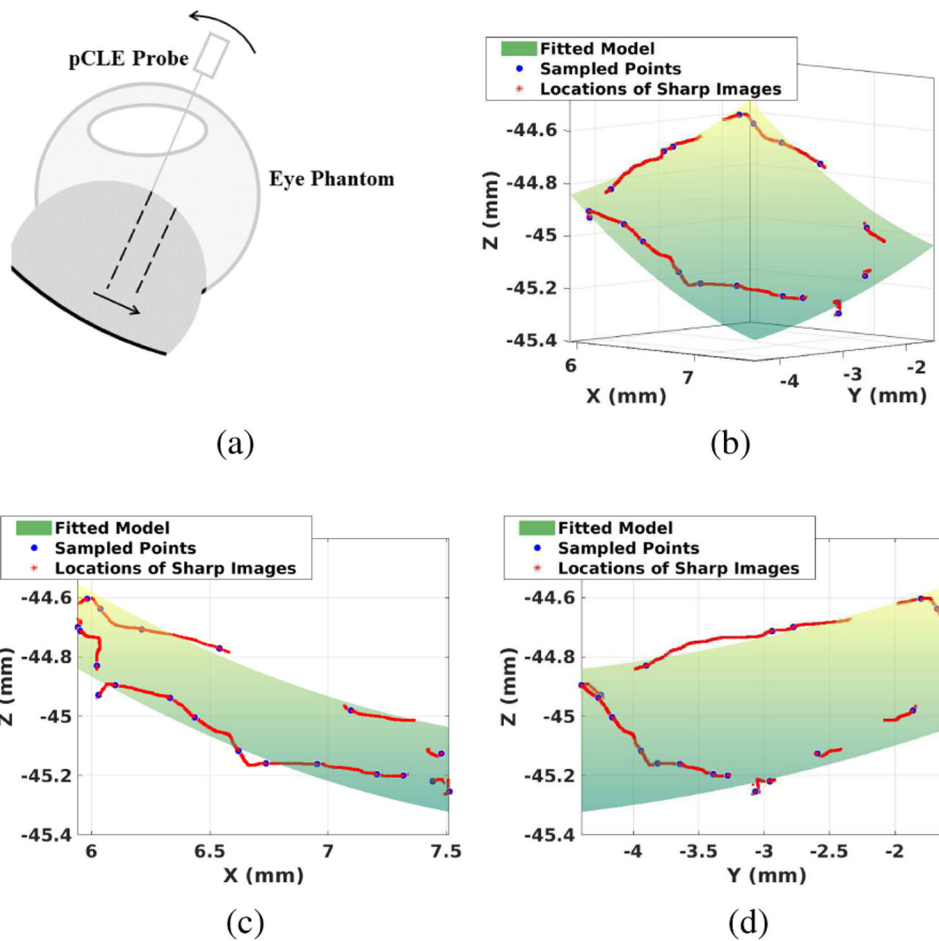 pCLE Probe
Eye Phantom
(a)
Fitted Model
Sampled Points
Locations of Sharp Images
-44.6
-44.8
-45
-45.2
-45.4
Z (mm)
6
7
X (mm)
-4
-3
-2
Y (mm)
(b)
Fitted Model
Sampled Points
Locations of Sharp Images
-44.6
-44.8
-45
-45.2
-45.4
Z (mm)
6
6.5
7
7.5
X (mm)
(c)
Fitted Model
Sampled Points
Locations of Sharp Images
-44.6
-44.8
-45
-45.2
-45.4
Z (mm)
-4
-3.5
-3
-2.5
-2
Y (mm)
(d)